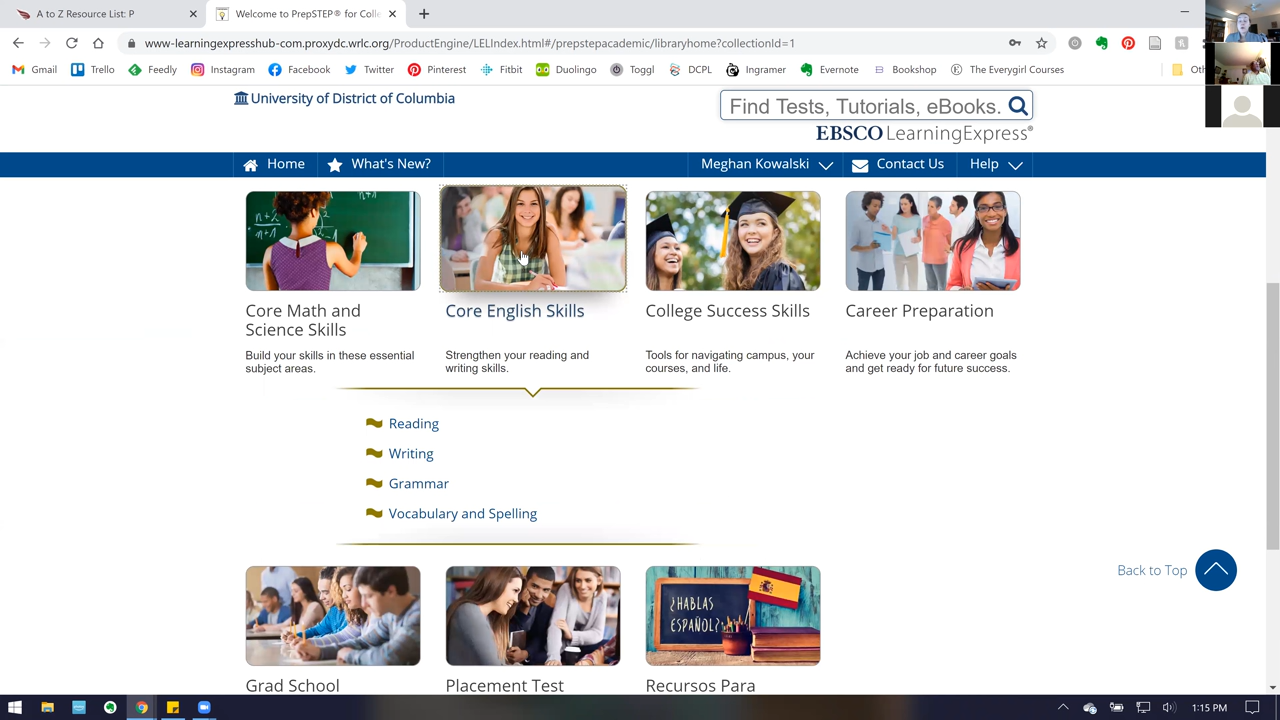 A to Z Resource List: P
Welcome to PrepSTEP® for Colle
www-learningexpresshub-com.proxydc.wrlc.org/ProductEngine/LELIndex.html#/prepstepacademic/libraryhome?collectionId=1
Gmail Trello Feedly Instagram Facebook Twitter Pinterest Fitbit Duolingo Toggl DCPL Ingramer Evernote Bookshop The Everygirl Courses
University of District of Columbia
Find Tests, Tutorials, eBooks.
EBSCO LearningExpress®
Home What's New? Meghan Kowalski Contact Us Help
n+2
n+1
Core Math and
Science Skills
Build your skills in these essential
subject areas.
Core English Skills
Strengthen your reading and
writing skills.
College Success Skills
Tools for navigating campus, your
courses, and life.
Career Preparation
Achieve your job and career goals
and get ready for future success.
Reading
Writing
Grammar
Vocabulary and Spelling
¿HABLAS
ESPAÑOL?
Back to Top
Grad School
Placement Test
Recursos Para
1:15 PM